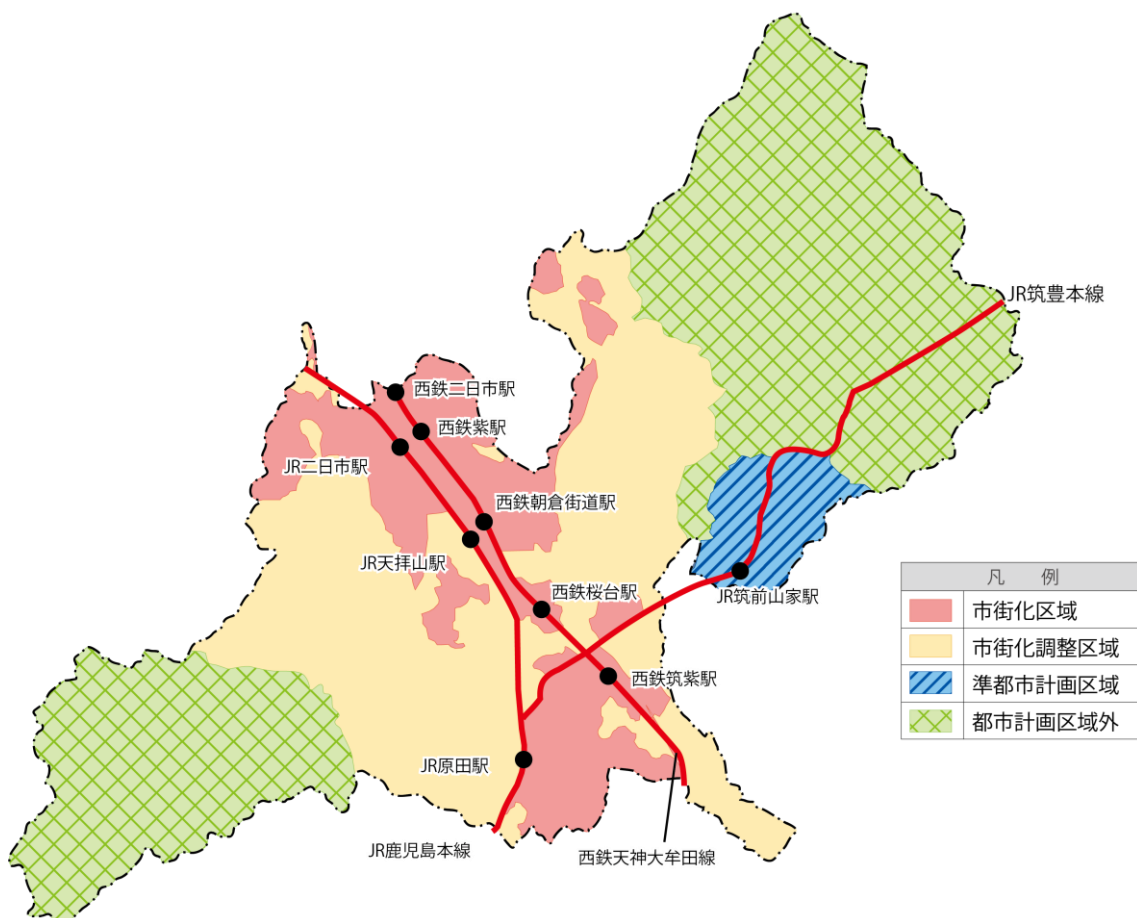 JR筑豊本線
西鉄二日市駅
西鉄紫駅
JR二日市駅
西鉄朝倉街道駅
JR天拝山駅
西鉄桜台駅
JR筑前山家駅
西鉄筑紫駅
JR原田駅
JR鹿児島本線
西鉄天神大牟田線
凡 例
市街化区域
市街化調整区域
準都市計画区域
都市計画区域外